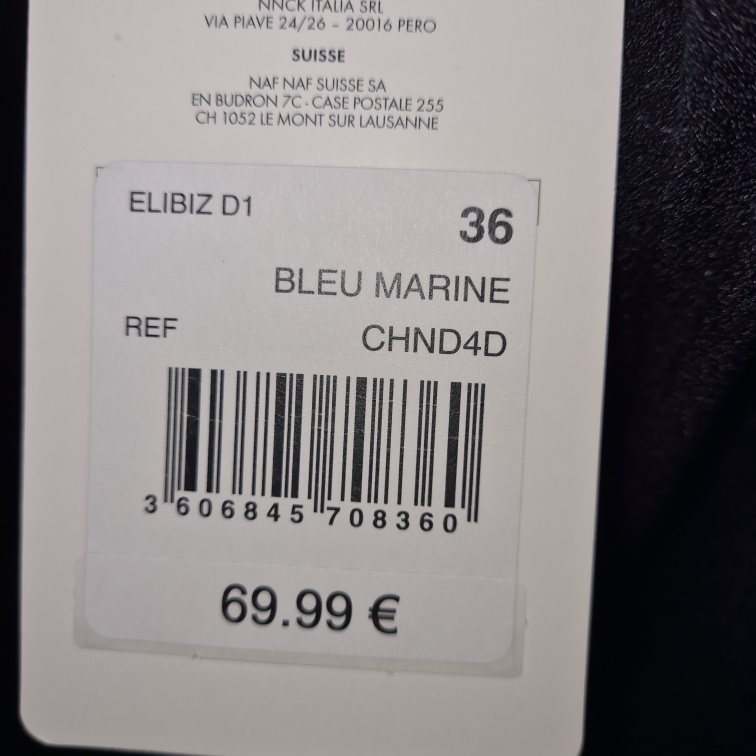 NNCK ITALIA SRL
VIA PIAVE 24/26 - 20016 PERO
SUISSE
NAF NAF SUISSE SA
EN BUDRON 7C - CASE POSTALE 255
CH 1052 LE MONT SUR LAUSANNE
ELIBIZ D1
36
BLEU MARINE
REF
CHND4D
3 606845 708360
69.99 €